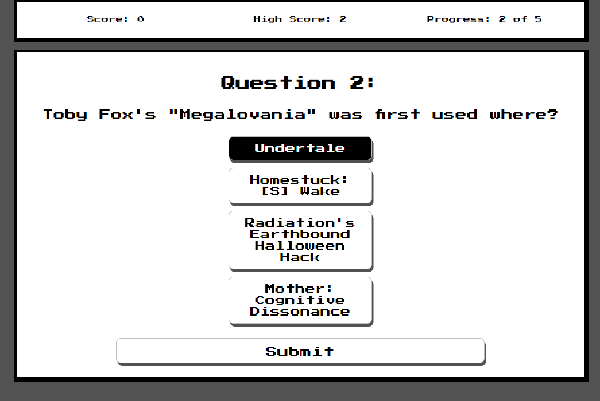 Score: 0 High Score: 2 Progress: 2 of 5
Question 2:
Toby Fox's "Megalovania" was first used where?
Undertale
Homestuck:
[S] Wake
Radiation's
Earthbound
Halloween
Hack
Mother:
Cognitive
Dissonance
Submit